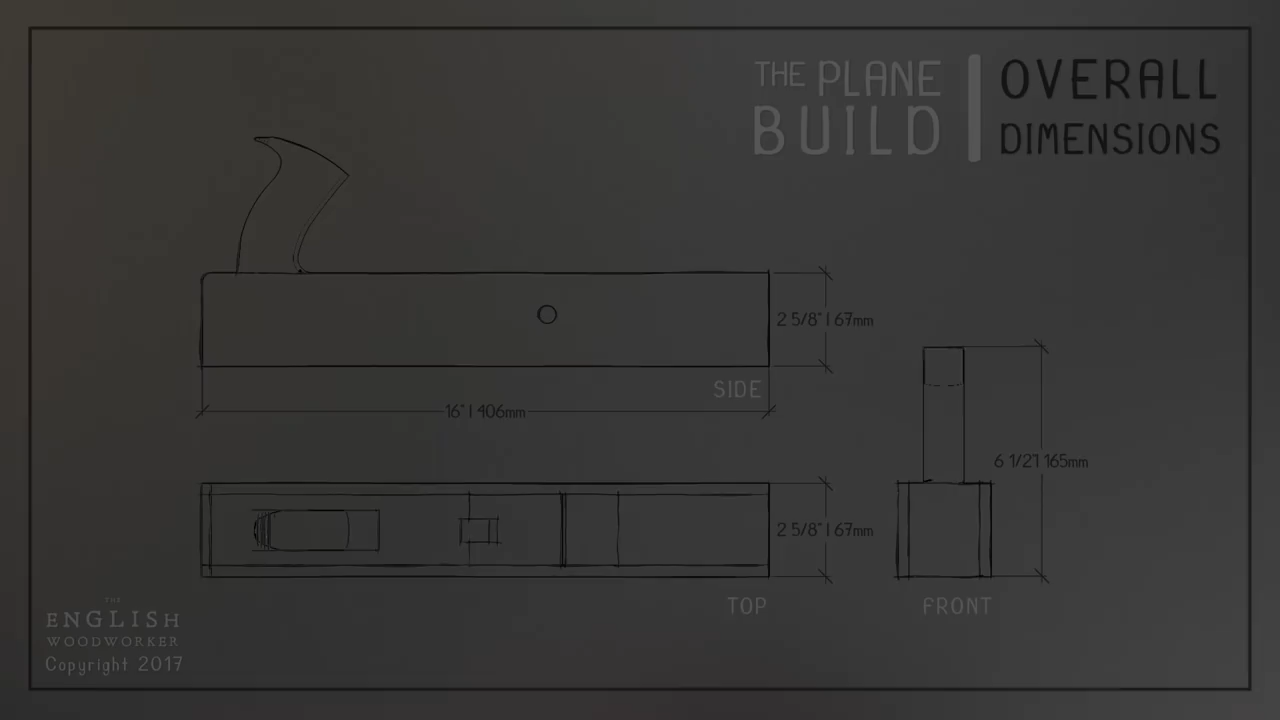 THE PLANE
BUILD
OVERALL
DIMENSIONS
2 5/8" | 67mm
SIDE
16" | 406mm
6 1/2" | 165mm
2 5/8" | 67mm
TOP
FRONT
THE
ENGLISH
WOODWORKER
Copyright 2017